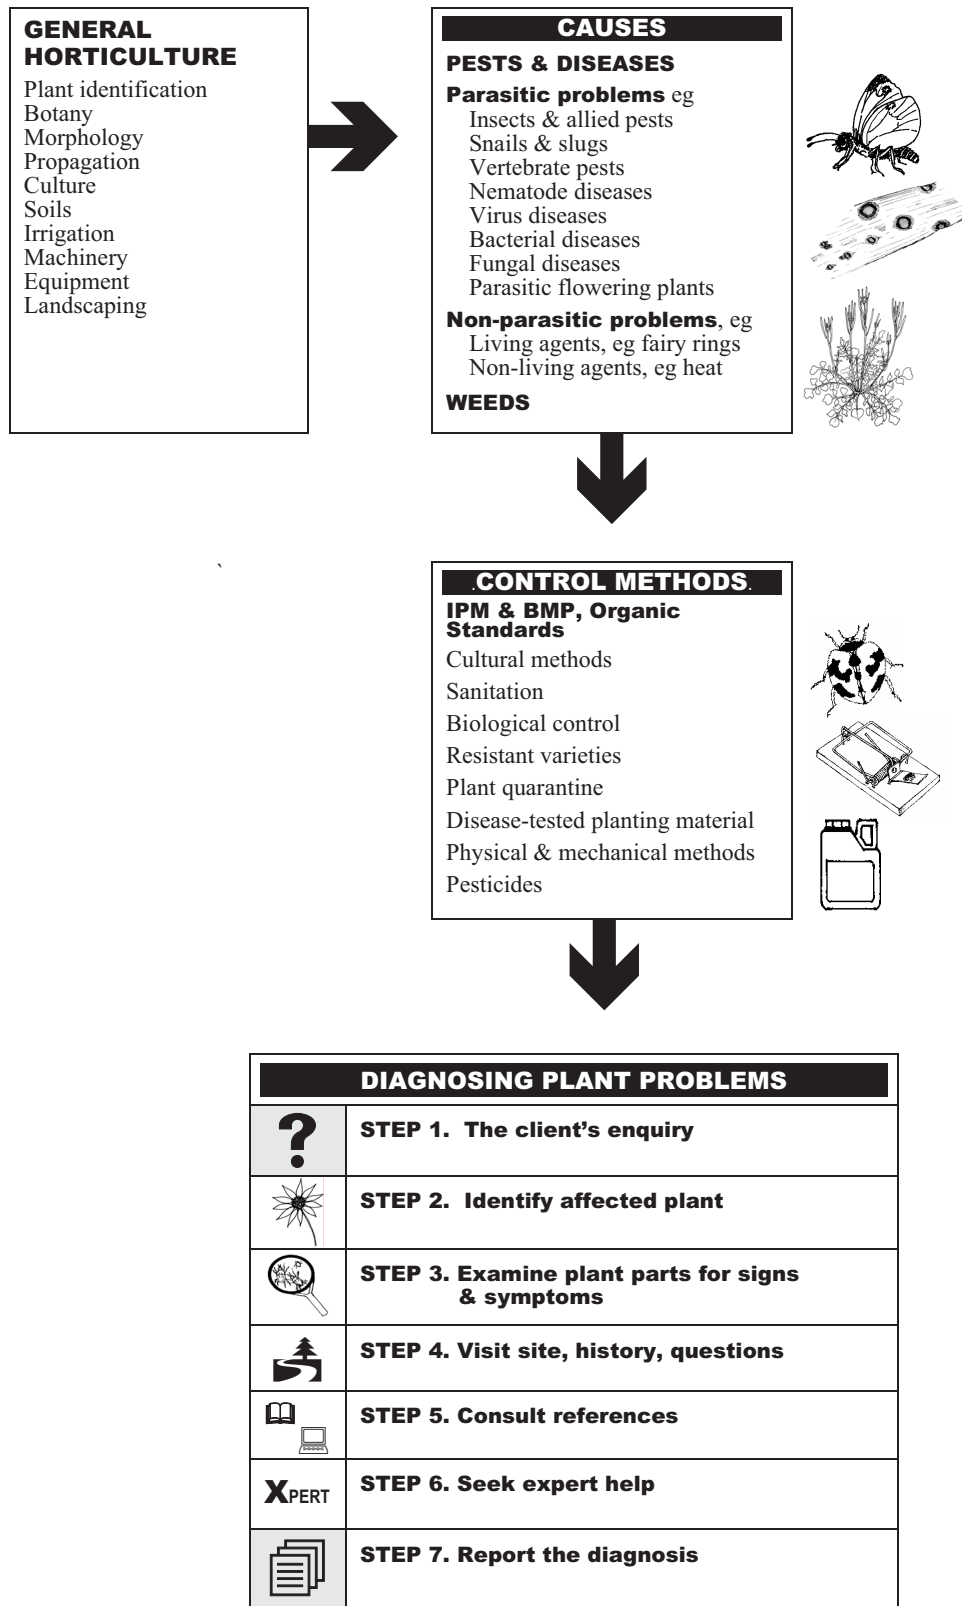 GENERAL
HORTICULTURE
Plant identification
Botany
Morphology
Propagation
Culture
Soils
Irrigation
Machinery
Equipment
Landscaping
CAUSES
PESTS & DISEASES
Parasitic problems eg
Insects & allied pests
Snails & slugs
Vertebrate pests
Nematode diseases
Virus diseases
Bacterial diseases
Fungal diseases
Parasitic flowering plants
Non-parasitic problems, eg
Living agents, eg fairy rings
Non-living agents, eg heat
WEEDS
`
.CONTROL METHODS.
IPM & BMP, Organic
Standards
Cultural methods
Sanitation
Biological control
Resistant varieties
Plant quarantine
Disease-tested planting material
Physical & mechanical methods
Pesticides
DIAGNOSING PLANT PROBLEMS
?
STEP 1. The client’s enquiry
STEP 2. Identify affected plant
STEP 3. Examine plant parts for signs
& symptoms
STEP 4. Visit site, history, questions
STEP 5. Consult references
XPERT
STEP 6. Seek expert help
STEP 7. Report the diagnosis